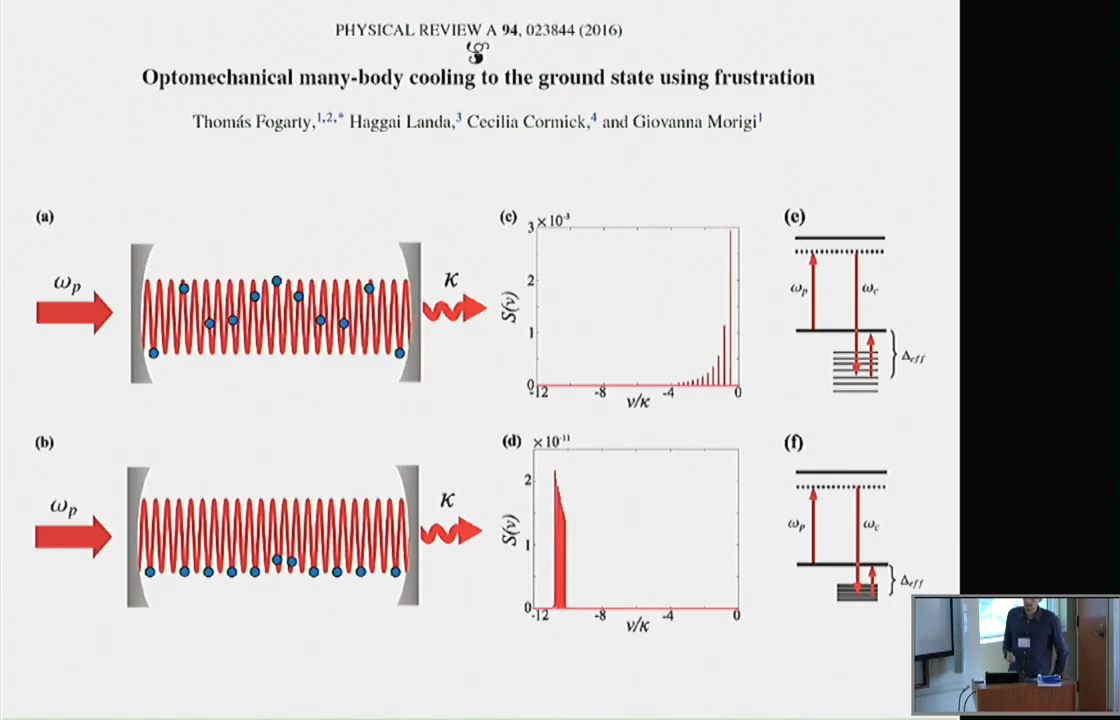 PHYSICAL REVIEW A 94, 023844 (2016)
Optomechanical many-body cooling to the ground state using frustration
Thomás Fogarty,1,2,* Haggai Landa,3 Cecilia Cormick,4 and Giovanna Morigi1
(a)
ωp
κ
(c)
×10⁻³
3
2
1
0
S(ν)
-12
-8
-4
0
ν/κ
(e)
ωp
ωc
Δeff
(b)
ωp
κ
(d)
×10⁻¹¹
2
1
0
S(ν)
-12
-8
-4
0
ν/κ
(f)
ωp
ωc
Δeff